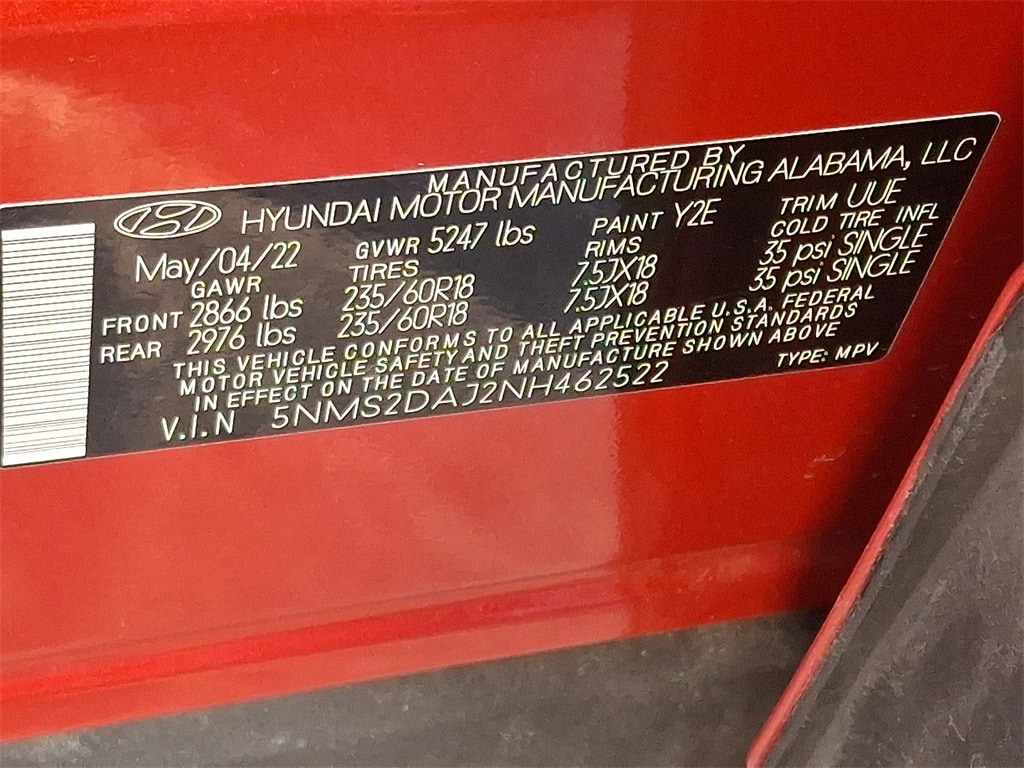 MANUFACTURED BY
HYUNDAI MOTOR MANUFACTURING ALABAMA, LLC
May/04/22 GVWR 5247 lbs PAINT Y2E TRIM UUE
GAWR TIRES RIMS COLD TIRE INFL
FRONT 2866 lbs 235/60R18 7.5JX18 35 psi SINGLE
REAR 2976 lbs 235/60R18 7.5JX18 35 psi SINGLE
THIS VEHICLE CONFORMS TO ALL APPLICABLE U.S.A. FEDERAL
MOTOR VEHICLE SAFETY AND THEFT PREVENTION STANDARDS
IN EFFECT ON THE DATE OF MANUFACTURE SHOWN ABOVE
V.I.N 5NMS2DAJ2NH462522 TYPE: MPV